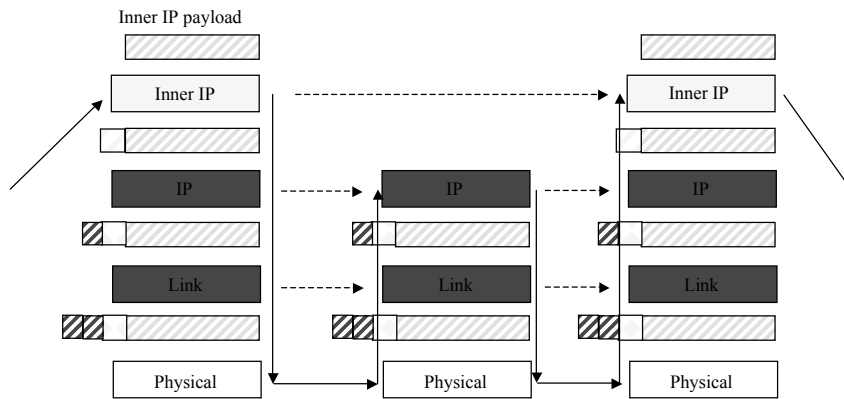 Inner IP payload
Inner IP
Inner IP
IP
IP
IP
Link
Link
Link
Physical
Physical
Physical